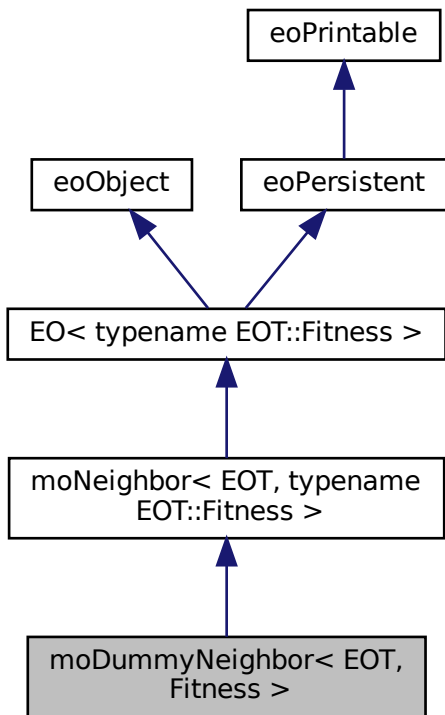 eoPrintable
eoObject
eoPersistent
EO< typename EOT::Fitness >
moNeighbor< EOT, typename
EOT::Fitness >
moDummyNeighbor< EOT,
Fitness >